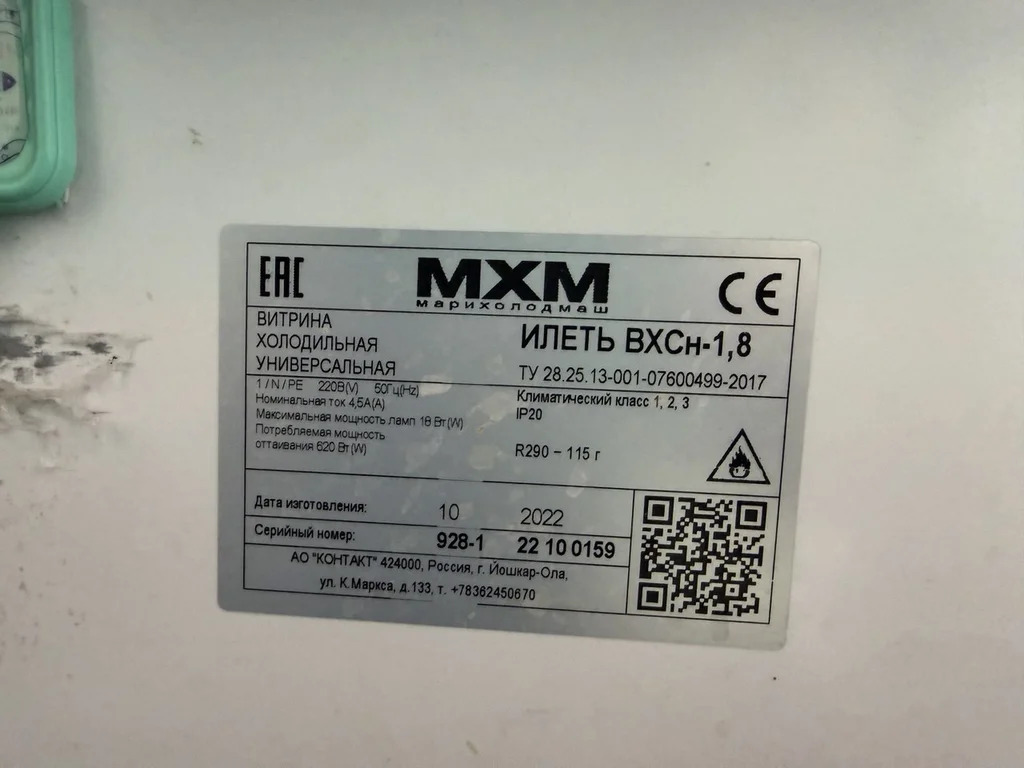 EAC
МХМ
марихолодмаш
CE
ВИТРИНА
ХОЛОДИЛЬНАЯ
УНИВЕРСАЛЬНАЯ
ИЛЕТЬ ВХСн-1,8
ТУ 28.25.13-001-07600499-2017
1/N/PE 220В(V) 50Гц(Hz)
Номинальная ток 4,5А(А)
Максимальная мощность ламп 18 Вт(W)
Потребляемая мощность
оттаивания 620 Вт(W)
Климатический класс 1, 2, 3
IP20
R290 – 115 г
Дата изготовления: 10 2022
Серийный номер: 928-1 22 10 0159
АО "КОНТАКТ" 424000, Россия, г. Йошкар-Ола,
ул. К.Маркса, д.133, т. +78362450670